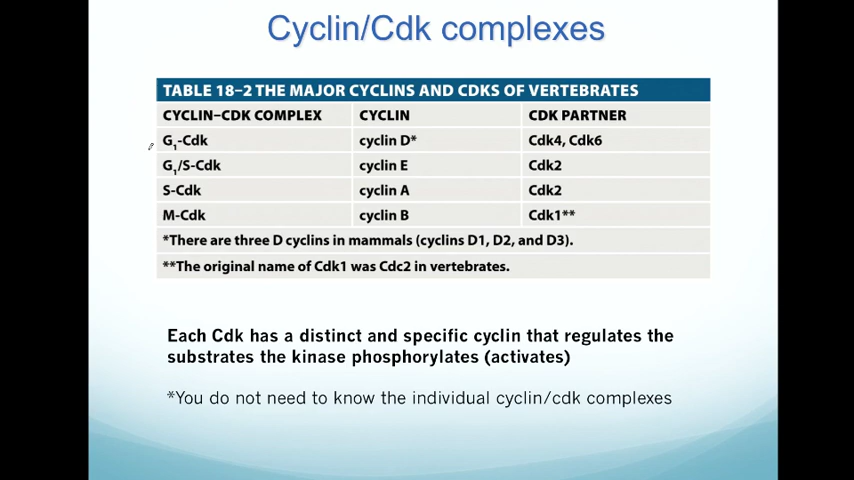 Cyclin/Cdk complexes
TABLE 18–2 THE MAJOR CYCLINS AND CDKS OF VERTEBRATES
CYCLIN–CDK COMPLEX CYCLIN CDK PARTNER
G1-Cdk cyclin D* Cdk4, Cdk6
G1/S-Cdk cyclin E Cdk2
S-Cdk cyclin A Cdk2
M-Cdk cyclin B Cdk1**
*There are three D cyclins in mammals (cyclins D1, D2, and D3).
**The original name of Cdk1 was Cdc2 in vertebrates.
Each Cdk has a distinct and specific cyclin that regulates the
substrates the kinase phosphorylates (activates)
*You do not need to know the individual cyclin/cdk complexes